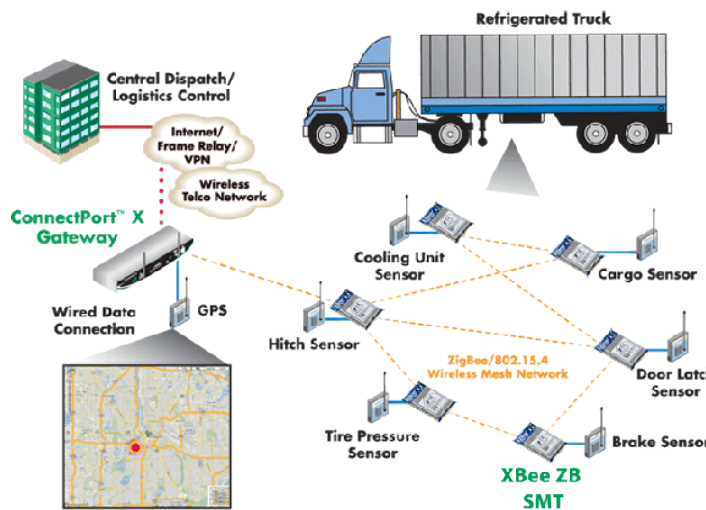 Refrigerated Truck
Central Dispatch/
Logistics Control
Internet/
Frame Relay/
VPN
Wireless
Telco Network
ConnectPort™ X
Gateway
Cooling Unit
Sensor
Cargo Sensor
Wired Data
Connection
GPS
Hitch Sensor
ZigBee/802.15.4
Wireless Mesh Network
Door Latch
Sensor
Tire Pressure
Sensor
Brake Sensor
XBee ZB
SMT